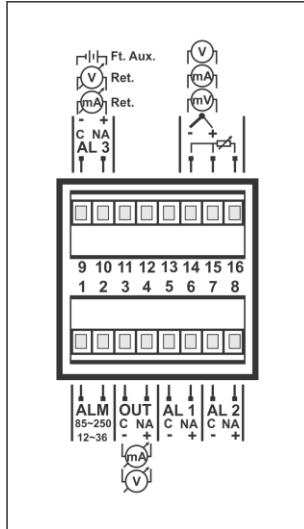 Ft. Aux.
V Ret.
mA Ret.
- +
C NA
AL 3
V
mA
mV
- +
9 10 11 12 13 14 15 16
1 2 3 4 5 6 7 8
ALM OUT AL 1 AL 2
85~250 C NA C NA C NA
12~36 - + - + - +
mA
V